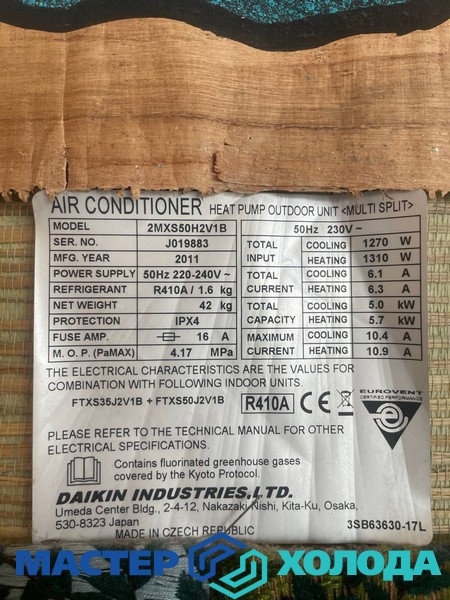 AIR CONDITIONER HEAT PUMP OUTDOOR UNIT <MULTI SPLIT>
MODEL 2MXS50H2V1B
SER. NO. J019883
MFG. YEAR 2011
POWER SUPPLY 50Hz 220-240V ~
REFRIGERANT R410A / 1.6 kg
NET WEIGHT 42 kg
PROTECTION IPX4
FUSE AMP. 16 A
M. O. P. (PaMAX) 4.17 MPa
50Hz 230V ~
TOTAL INPUT COOLING 1270 W
HEATING 1310 W
TOTAL CURRENT COOLING 6.1 A
HEATING 6.3 A
TOTAL CAPACITY COOLING 5.0 kW
HEATING 5.7 kW
MAXIMUM CURRENT COOLING 10.4 A
HEATING 10.9 A
THE ELECTRICAL CHARACTERISTICS ARE THE VALUES FOR
COMBINATION WITH FOLLOWING INDOOR UNITS.
FTXS35J2V1B + FTXS50J2V1B
R410A CE
EUROVENT
CERTIFIED PERFORMANCE
PLEASE REFER TO THE TECHNICAL MANUAL FOR OTHER
ELECTRICAL SPECIFICATIONS.
Contains fluorinated greenhouse gases
covered by the Kyoto Protocol.
DAIKIN INDUSTRIES,LTD.
Umeda Center Bldg., 2-4-12, Nakazaki Nishi, Kita-Ku, Osaka,
530-8323 Japan
MADE IN CZECH REPUBLIC
3SB63630-17L
МАСТЕР ХОЛОДА
МАСТЕР ХОЛОДА